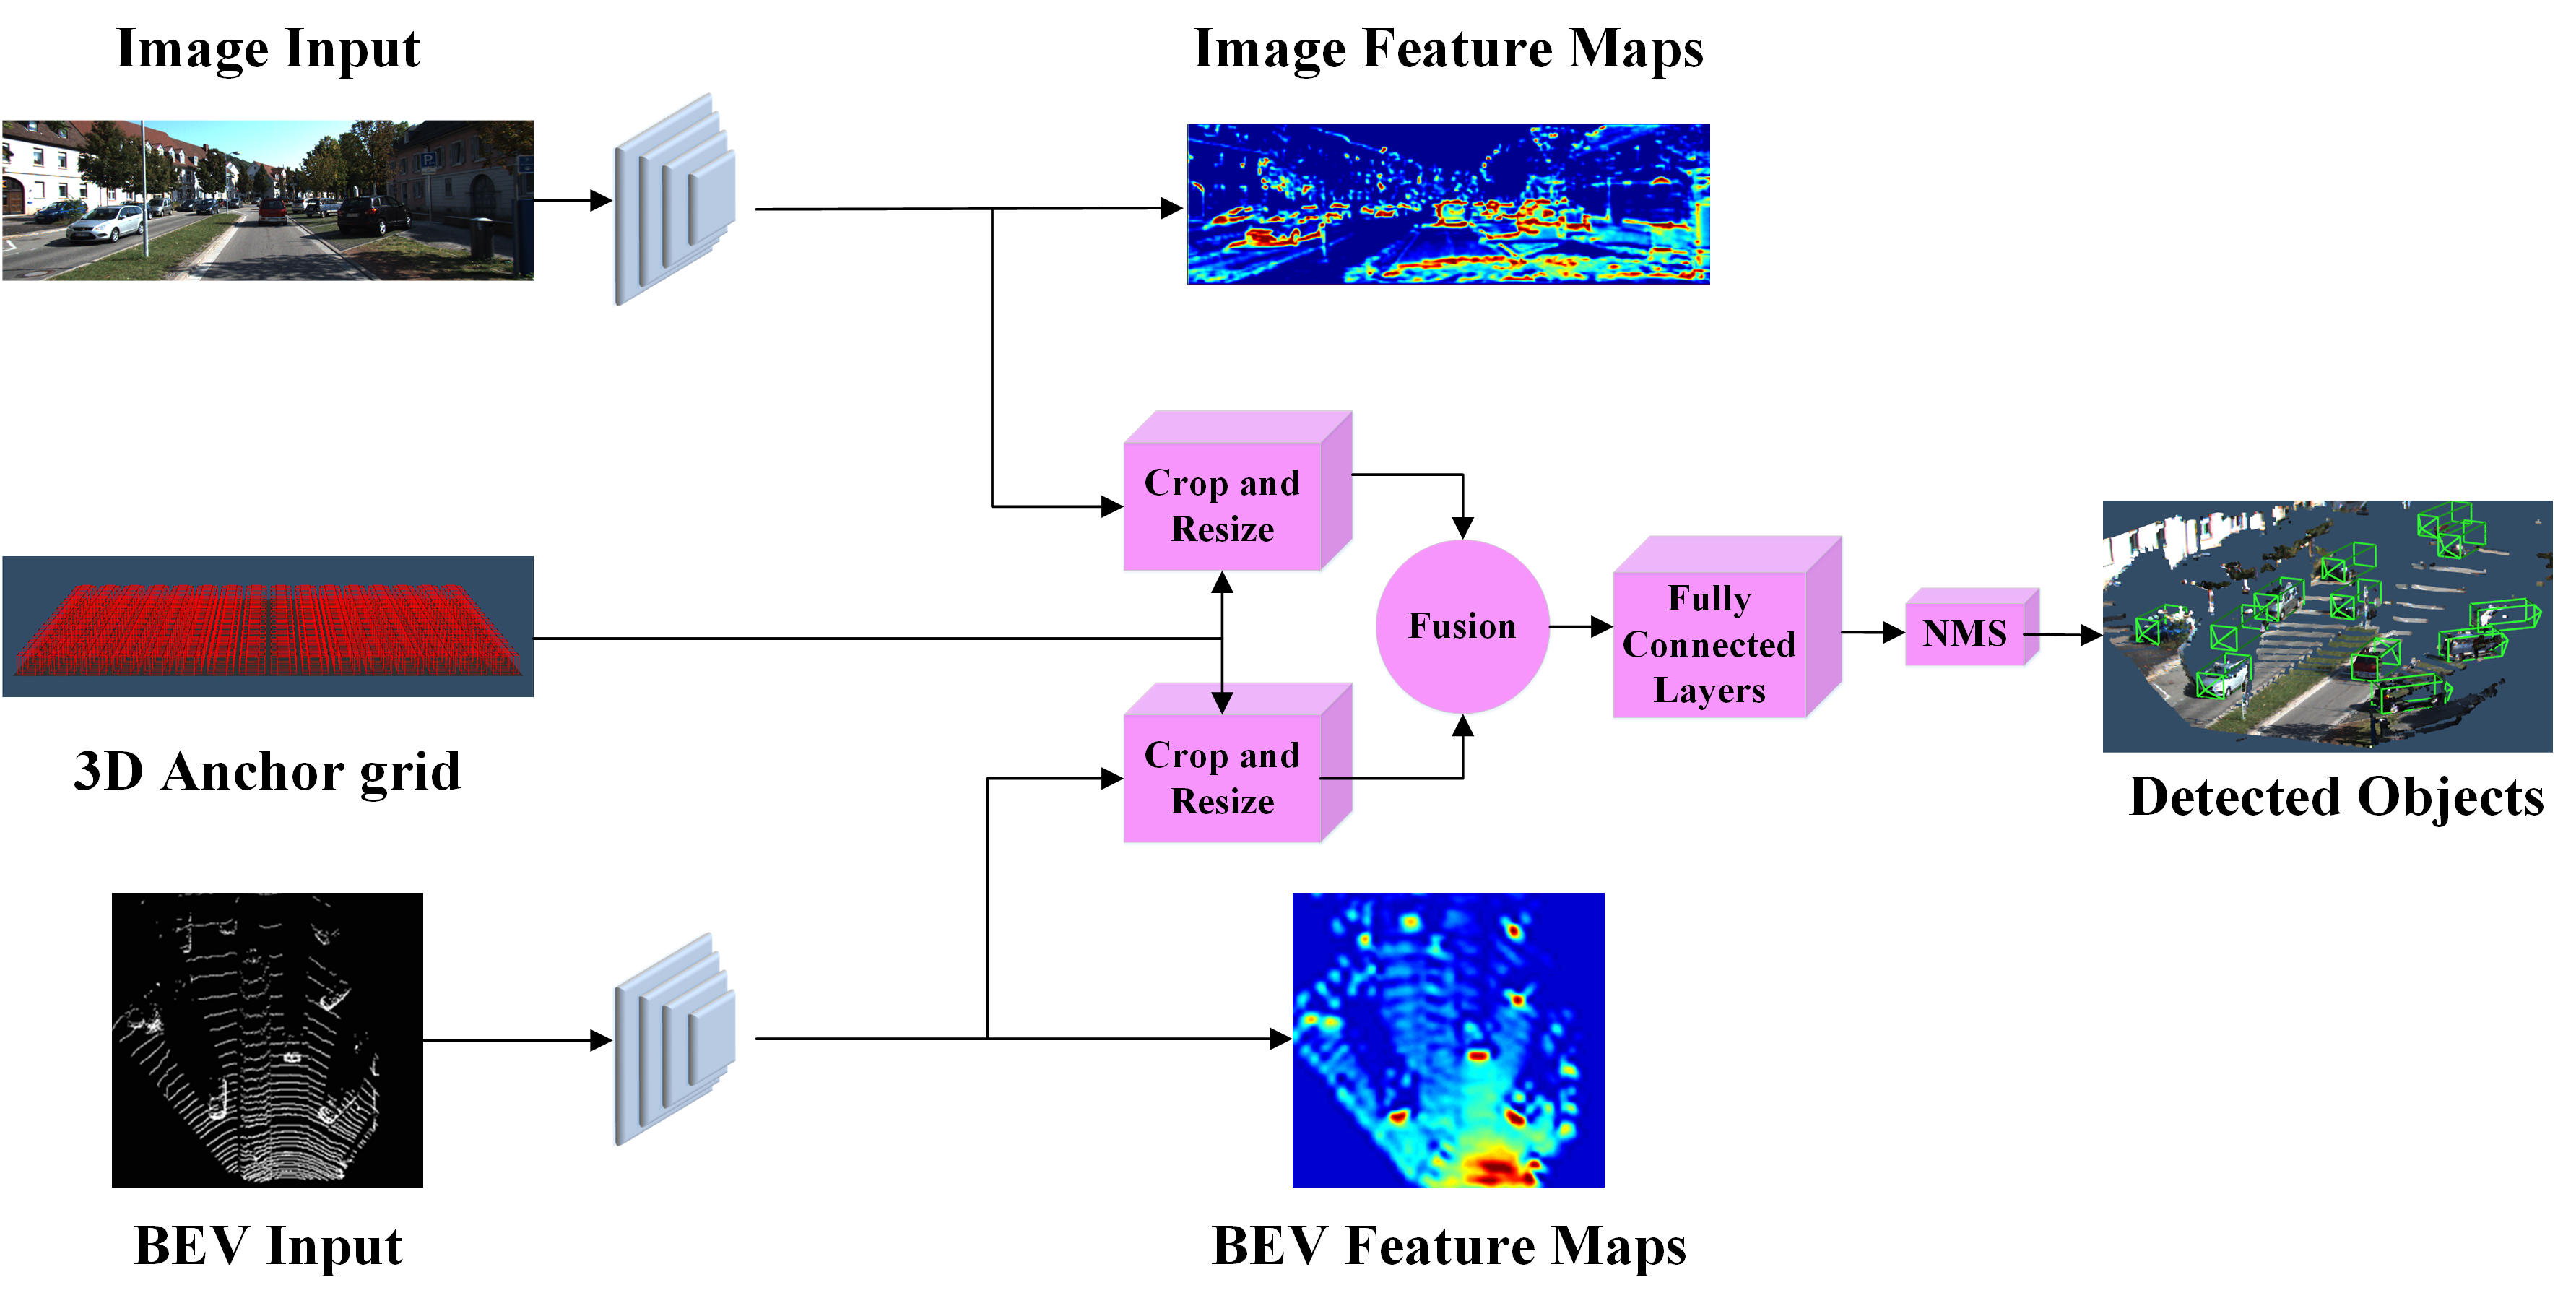 Image Input
Image Feature Maps
Crop and
Resize
Fusion
Fully
Connected
Layers
NMS
3D Anchor grid
Crop and
Resize
Detected Objects
BEV Input
BEV Feature Maps